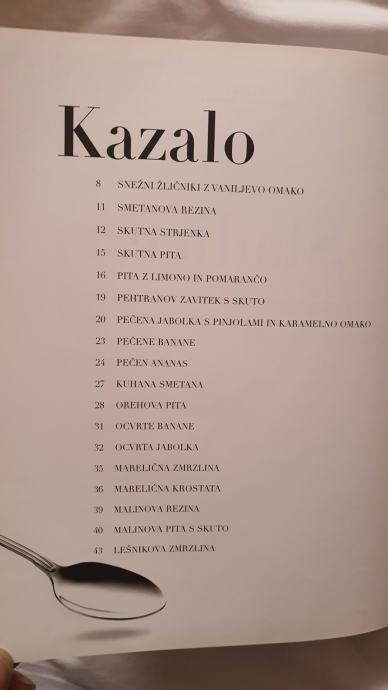 Kazalo
8 SNEŽNI ŽLIČNIKI Z VANILJEVO OMAKO
11 SMETANOVA REZINA
12 SKUTNA STRJENKA
15 SKUTNA PITA
16 PITA Z LIMONO IN POMARANČO
19 PEHTRANOV ZAVITEK S SKUTO
20 PEČENA JABOLKA S PINJOLAMI IN KARAMELNO OMAKO
23 PEČENE BANANE
24 PEČEN ANANAS
27 KUHANA SMETANA
28 OREHOVA PITA
31 OCVRTE BANANE
32 OCVRTA JABOLKA
35 MARELIČNA ZMRZLINA
36 MARELIČNA KROSTATA
39 MALINOVA REZINA
40 MALINOVA PITA S SKUTO
43 LEŠNIKOVA ZMRZLINA